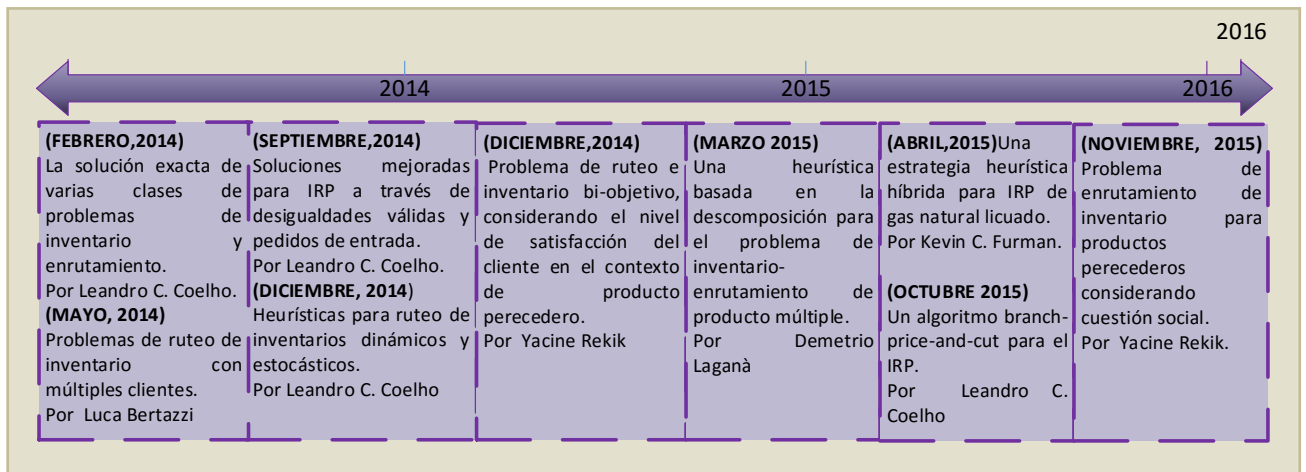 2016
2014
2015
2016
(FEBRERO,2014)
La solución exacta de
varias clases de
problemas de
inventario y
enrutamiento.
Por Leandro C. Coelho.
(MAYO, 2014)
Problemas de ruteo de
inventario con
múltiples clientes.
Por Luca Bertazzi
(SEPTIEMBRE,2014)
Soluciones mejoradas
para IRP a través de
desigualdades válidas y
pedidos de entrada.
Por Leandro C. Coelho.
(DICIEMBRE, 2014)
Heurísticas para ruteo de
inventarios dinámicos y
estocásticos.
Por Leandro C. Coelho
(DICIEMBRE,2014)
Problema de ruteo e
inventario bi-objetivo,
considerando el nivel
de satisfacción del
cliente en el contexto
de producto
perecedero.
Por Yacine Rekik
(MARZO 2015)
Una heurística
basada en la
descomposición para
el problema de
inventario-
enrutamiento de
producto múltiple.
Por Demetrio
Laganà
(ABRIL,2015)Una
estrategia heurística
híbrida para IRP de
gas natural licuado.
Por Kevin C. Furman.
(OCTUBRE 2015)
Un algoritmo branch-
price-and-cut para el
IRP.
Por Leandro C.
Coelho
(NOVIEMBRE, 2015)
Problema de
enrutamiento de
inventario para
productos
perecederos
considerando
cuestión social.
Por Yacine Rekik.